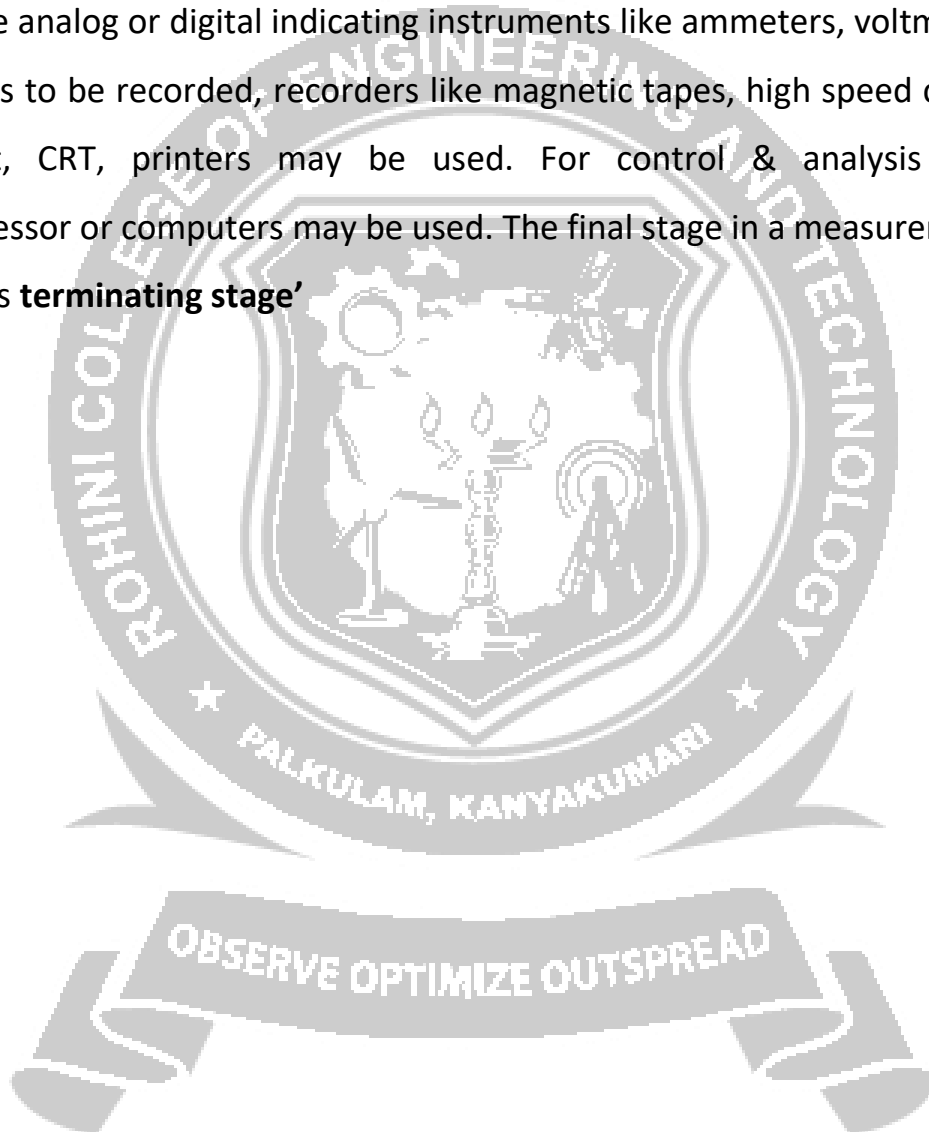 e analog or digital indicating instruments like ammeters, voltm
s to be recorded, recorders like magnetic tapes, high speed
, CRT, printers may be used. For control & analysis
essor or computers may be used. The final stage in a measure
s terminating stage’
ROHINI COLLEGE OF ENGINEERING AND TECHNOLOGY
PALKULAM, KANYAKUMARI
OBSERVE OPTIMIZE OUTSPREAD